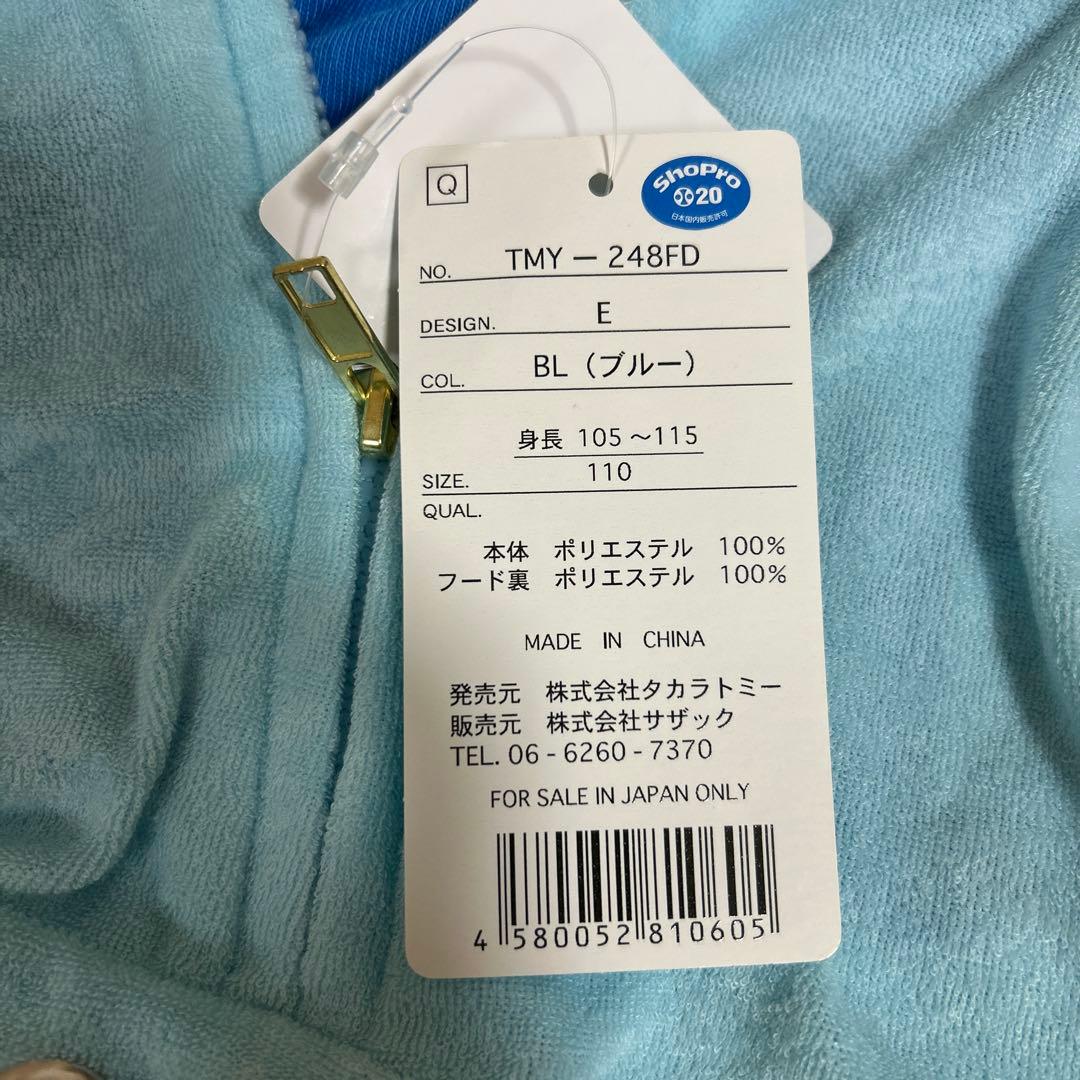 Q
ShoPro
20
日本国内販売許可
NO. TMY－248FD
DESIGN. E
COL. BL（ブルー）
身長 105～115
SIZE. 110
QUAL.
本体 ポリエステル 100%
フード裏 ポリエステル 100%
MADE IN CHINA
発売元 株式会社タカラトミー
販売元 株式会社サザック
TEL. 06 - 6260 - 7370
FOR SALE IN JAPAN ONLY
4 580052 810605